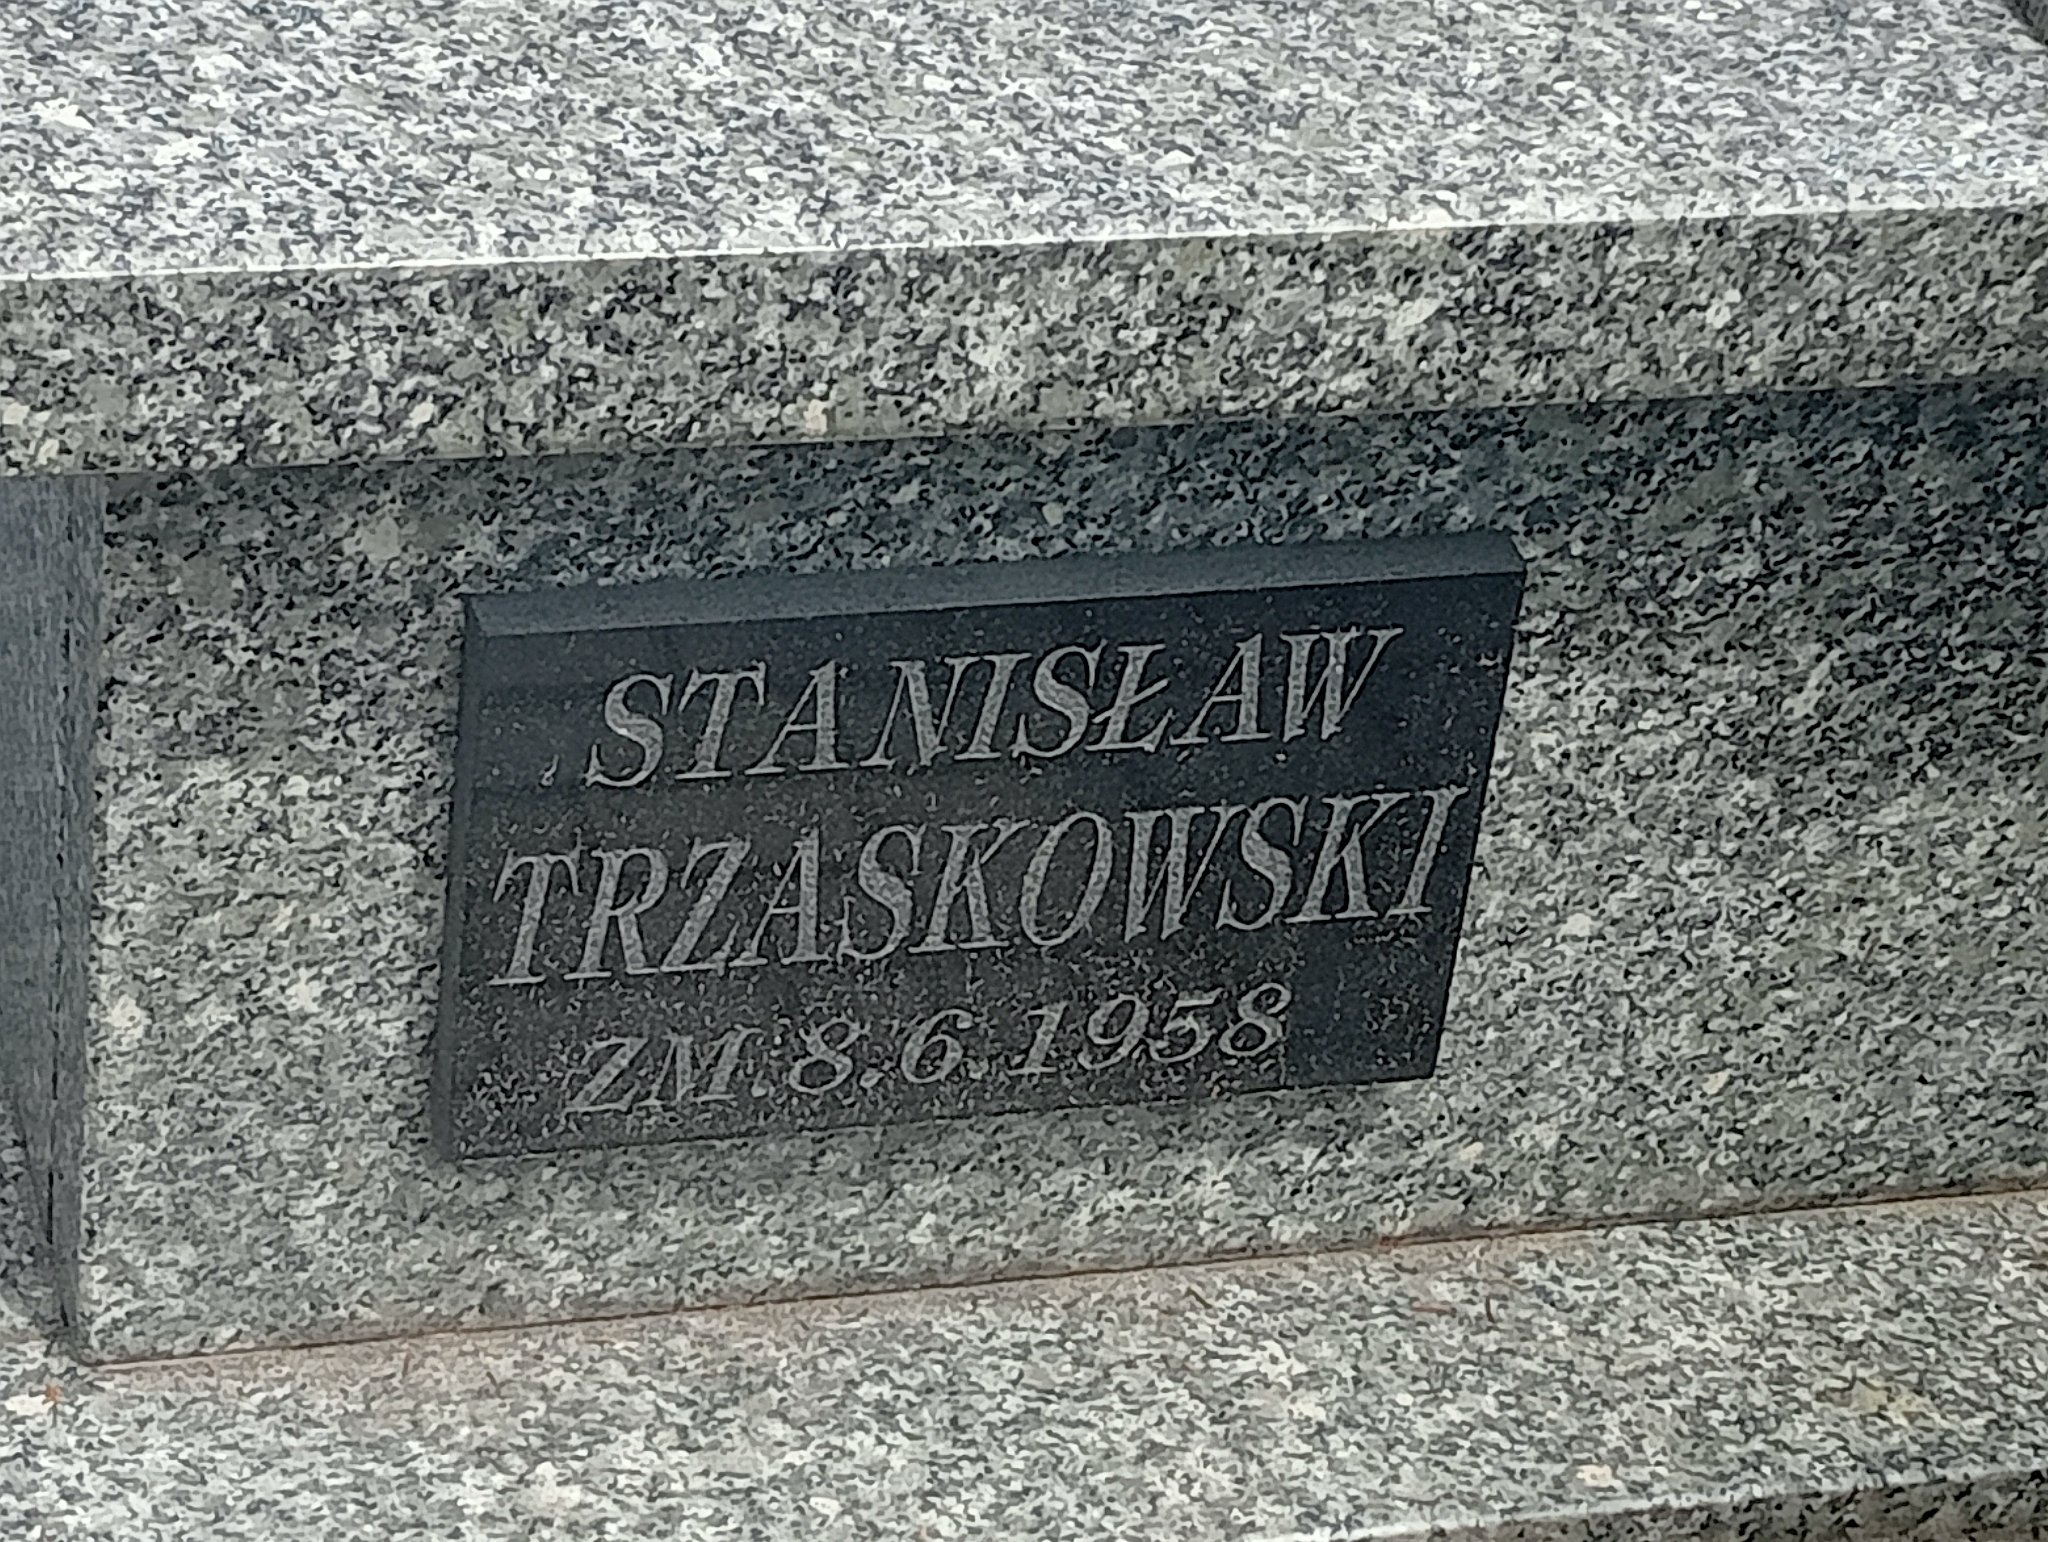 STANISŁAW
TRZASKOWSKI
ZM. 8. 6. 1958